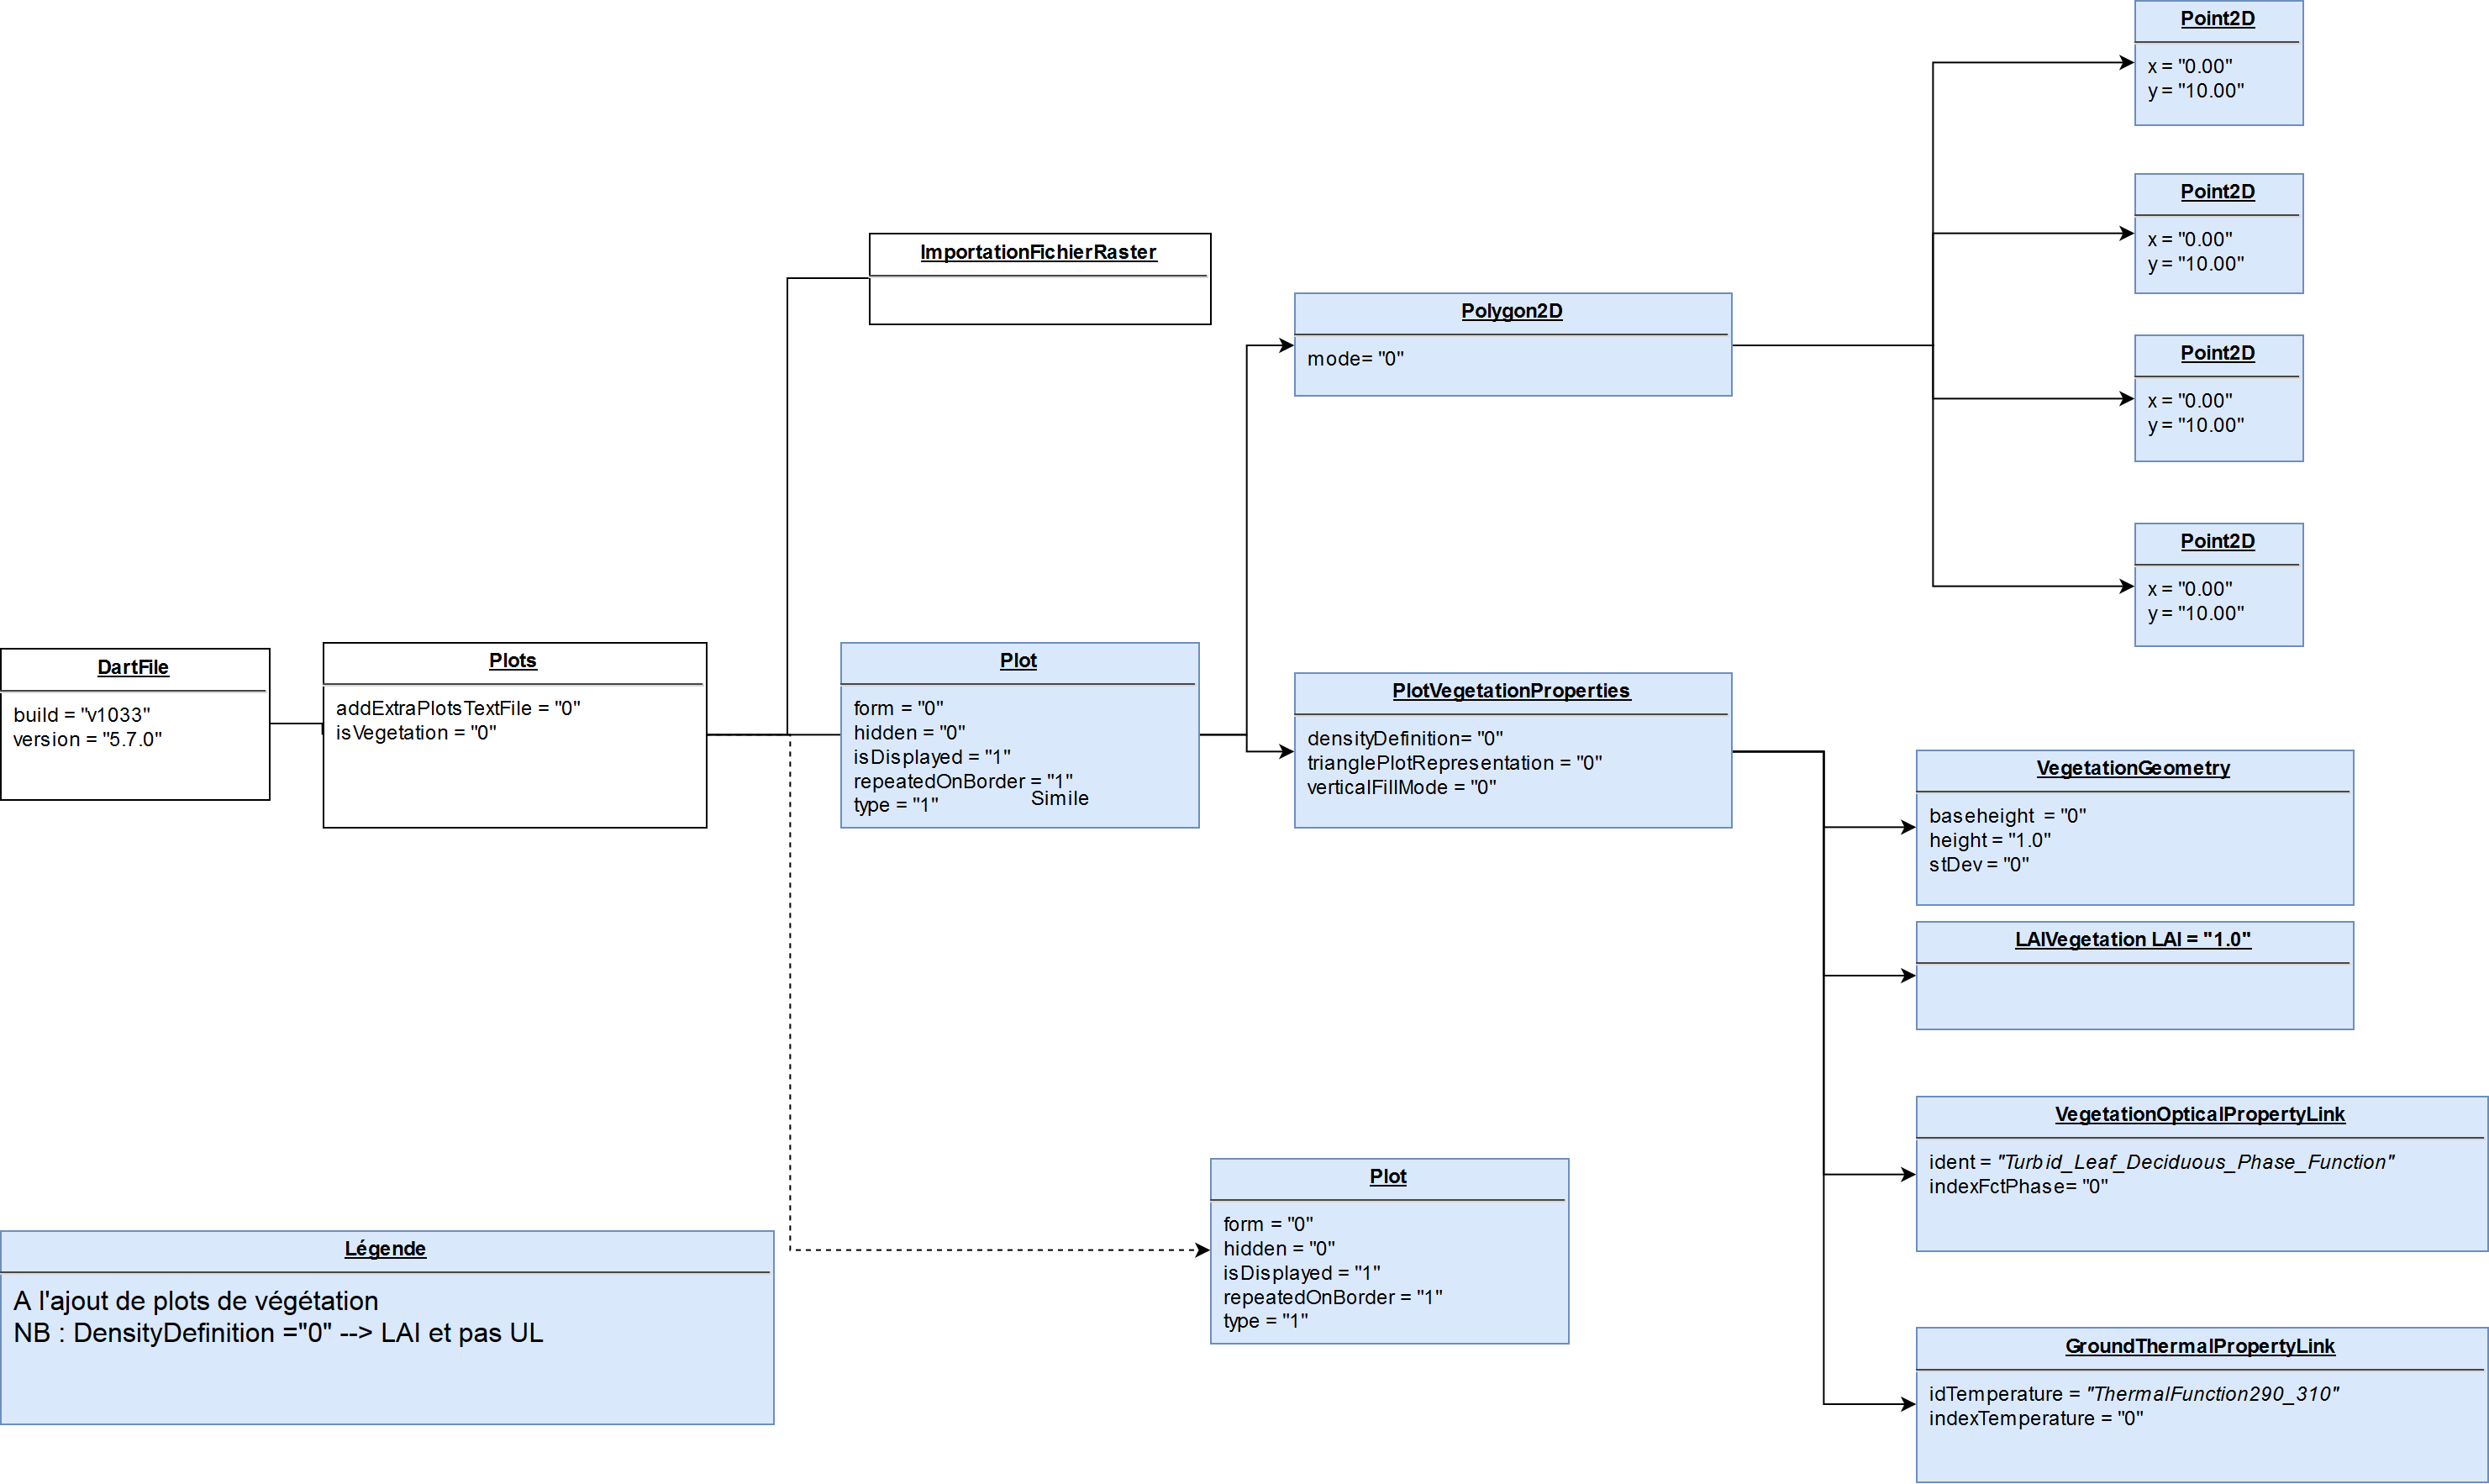 Point2D
x = "0.00"
y = "10.00"
Point2D
x = "0.00"
y = "10.00"
ImportationFichierRaster
Polygon2D
mode= "0"
Point2D
x = "0.00"
y = "10.00"
Point2D
x = "0.00"
y = "10.00"
DartFile
build = "v1033"
version = "5.7.0"
Plots
addExtraPlotsTextFile = "0"
isVegetation = "0"
Plot
form = "0"
hidden = "0"
isDisplayed = "1"
repeatedOnBorder = "1"
type = "1"
Simile
PlotVegetationProperties
densityDefinition= "0"
trianglePlotRepresentation = "0"
verticalFillMode = "0"
VegetationGeometry
baseheight = "0"
height = "1.0"
stDev = "0"
LAIVegetation LAI = "1.0"
VegetationOpticalPropertyLink
ident = "Turbid_Leaf_Deciduous_Phase_Function"
indexFctPhase= "0"
Plot
form = "0"
hidden = "0"
isDisplayed = "1"
repeatedOnBorder = "1"
type = "1"
Légende
A l'ajout de plots de végétation
NB : DensityDefinition ="0" --> LAI et pas UL
GroundThermalPropertyLink
idTemperature = "ThermalFunction290_310"
indexTemperature = "0"